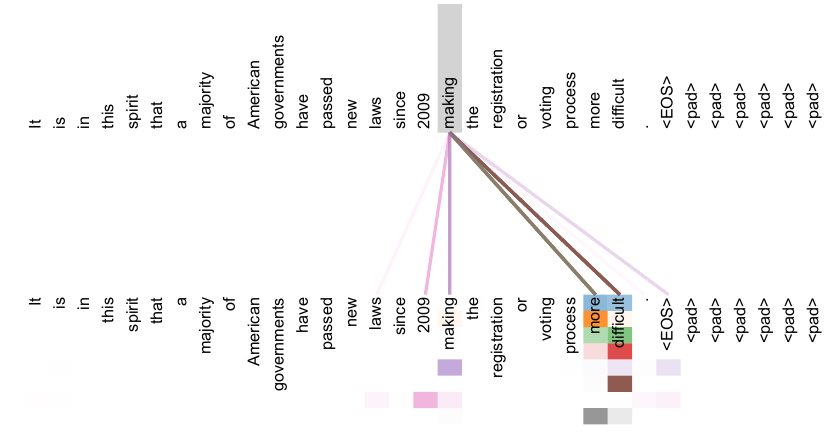 It is in this spirit that a majority of American governments have passed new laws since 2009 making the registration or voting process more difficult . <EOS> <pad> <pad> <pad> <pad> <pad> <pad>
It is in this spirit that a majority of American governments have passed new laws since 2009 making the registration or voting process more difficult . <EOS> <pad> <pad> <pad> <pad> <pad> <pad>